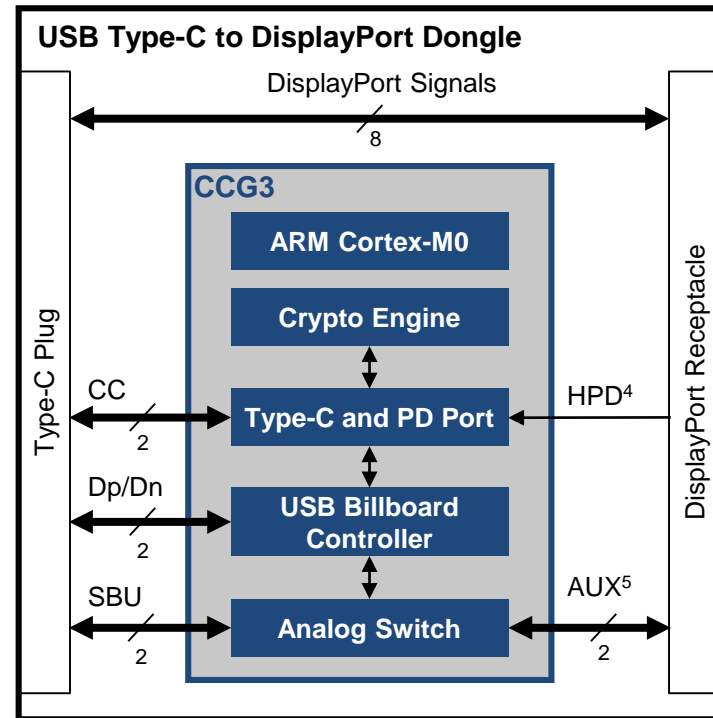 USB Type-C to DisplayPort Dongle
DisplayPort Signals
8
CCG3
ARM Cortex-M0
Crypto Engine
Type-C Plug
CC
2
Type-C and PD Port
HPD⁴
DisplayPort Receptacle
Dp/Dn
2
USB Billboard
Controller
SBU
2
Analog Switch
AUX⁵
2